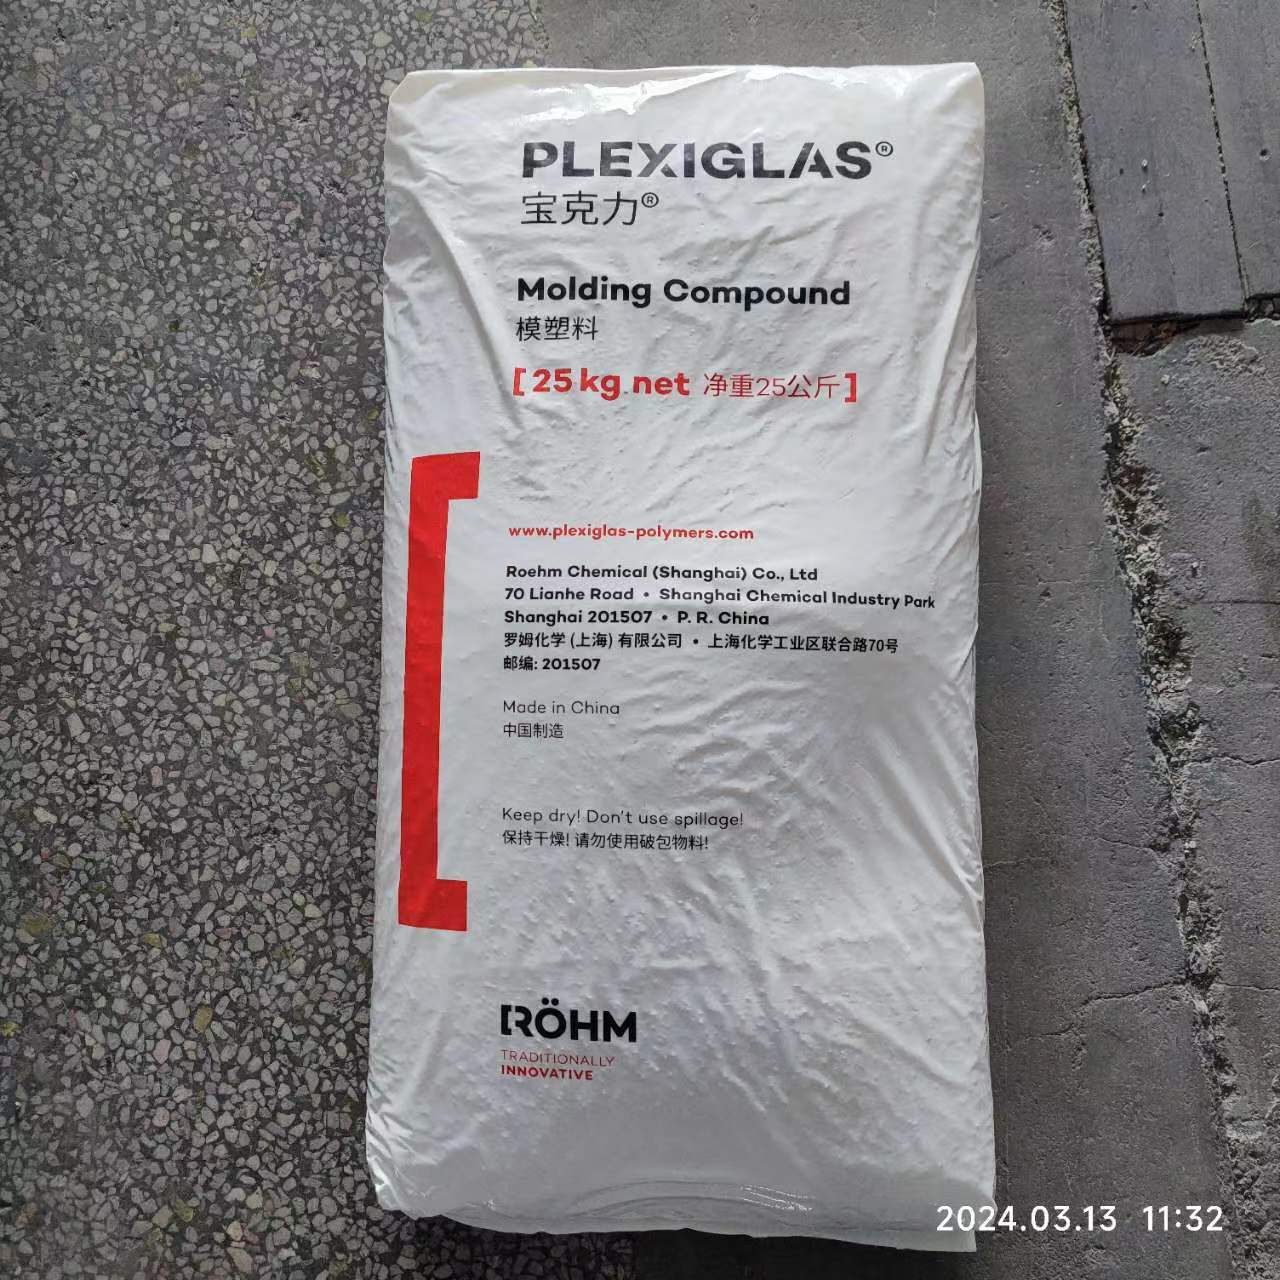 PLEXIGLAS®
宝克力®
Molding Compound
模塑料
[25 kg net 净重25公斤]
www.plexiglas-polymers.com
Roehm Chemical (Shanghai) Co., Ltd
70 Lianhe Road • Shanghai Chemical Industry Park
Shanghai 201507 • P. R. China
罗姆化学 (上海) 有限公司 • 上海化学工业区联合路70号
邮编: 201507
Made in China
中国制造
Keep dry! Don't use spillage!
保持干燥! 请勿使用破包物料!
RÖHM
TRADITIONALLY
INNOVATIVE
2024.03.13 11:32